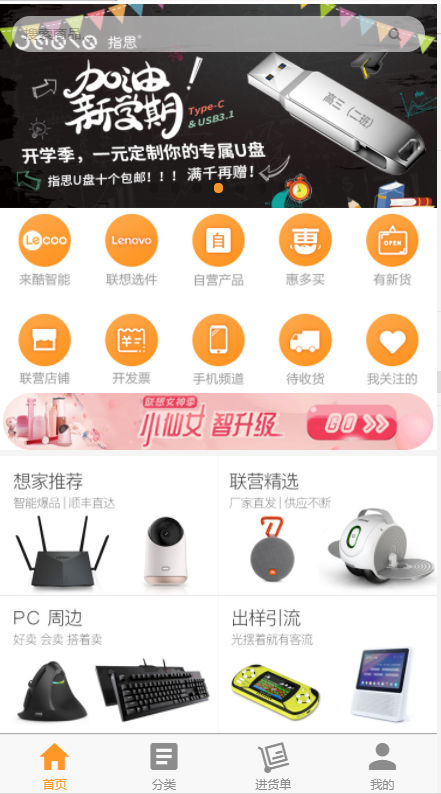 搜索商品
指思®
加油！
新学期
Type-C
& USB3.1
高三(二班)
开学季，一元定制你的专属U盘
指思U盘十个包邮！！！ 满千再赠！
Lecoo
Lenovo
自
惠
OPEN
来酷智能
联想选件
自营产品
惠多买
有新货
联营店铺
开发票
手机频道
待收货
我关注的
联想女神季
小仙女 智升级
GO
想家推荐
智能爆品 | 顺丰直达
联营精选
厂家直发 | 供应不断
JBL
PC 周边
好卖 会卖 搭着卖
出样引流
光摆着就有客流
首页
分类
进货单
我的